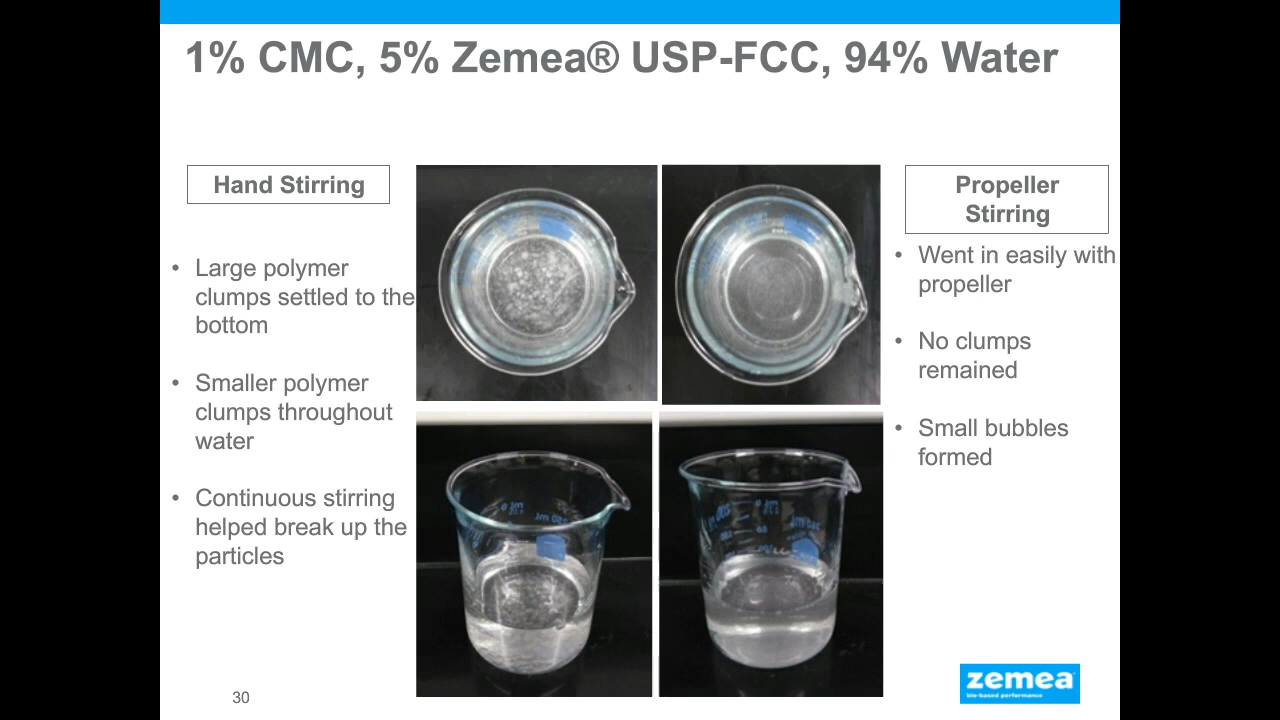 1% CMC, 5% Zemea® USP-FCC, 94% Water
Hand Stirring
• Large polymer
clumps settled to the
bottom
• Smaller polymer
clumps throughout
water
• Continuous stirring
helped break up the
particles
Propeller
Stirring
• Went in easily with
propeller
• No clumps
remained
• Small bubbles
formed
30
zemea
bio-based performance